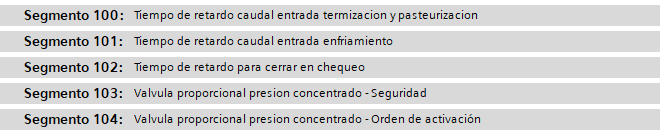 Segmento 100: Tiempo de retardo caudal entrada termizacion y pasteurizacion
Segmento 101: Tiempo de retardo caudal entrada enfriamiento
Segmento 102: Tiempo de retardo para cerrar en chequeo
Segmento 103: Valvula proporcional presion concentrado - Seguridad
Segmento 104: Valvula proporcional presion concentrado - Orden de activación